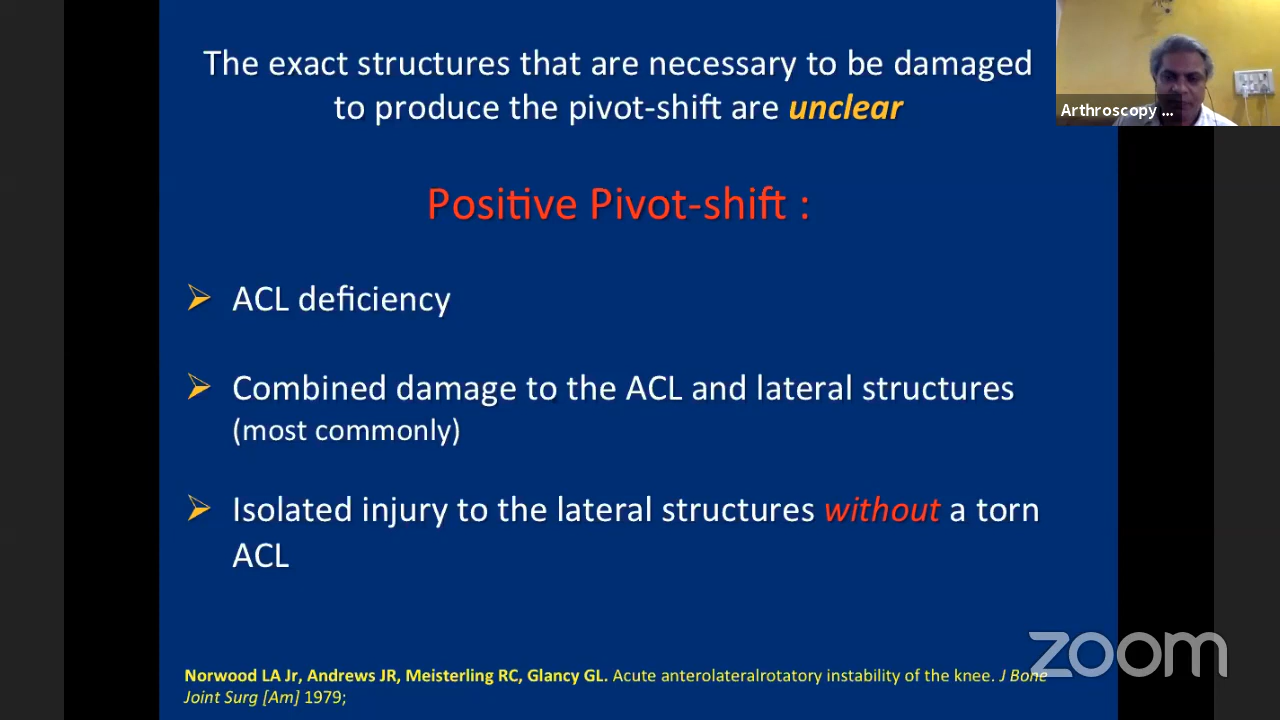 The exact structures that are necessary to be damaged
to produce the pivot-shift are unclear
Arthroscopy ...
Positive Pivot-shift :
ACL deficiency
Combined damage to the ACL and lateral structures
(most commonly)
Isolated injury to the lateral structures without a torn
ACL
zoom
Norwood LA Jr, Andrews JR, Meisterling RC, Glancy GL. Acute anterolateralrotatory instability of the knee. J Bone
Joint Surg [Am] 1979;